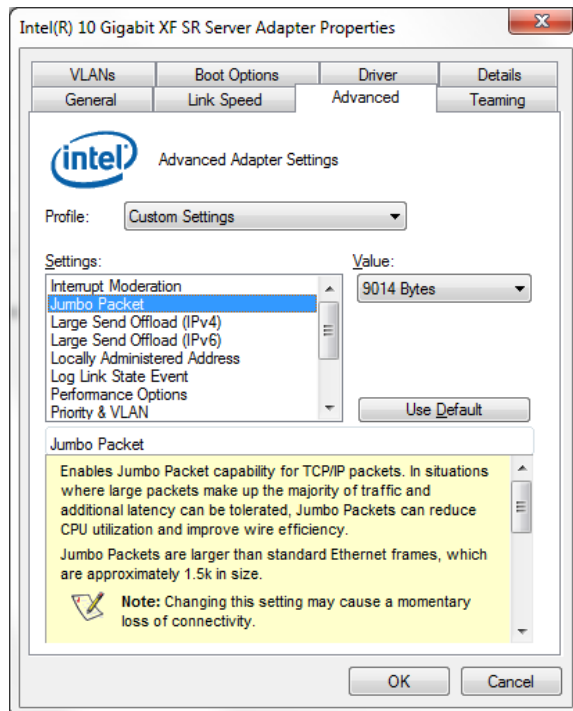 Intel(R) 10 Gigabit XF SR Server Adapter Properties
VLANs Boot Options Driver Details
General Link Speed Advanced Teaming
intel Advanced Adapter Settings
Profile: Custom Settings
Settings: Value:
Interrupt Moderation 9014 Bytes
Jumbo Packet
Large Send Offload (IPv4)
Large Send Offload (IPv6)
Locally Administered Address
Log Link State Event
Performance Options
Priority & VLAN Use Default
Jumbo Packet
Enables Jumbo Packet capability for TCP/IP packets. In situations
where large packets make up the majority of traffic and
additional latency can be tolerated, Jumbo Packets can reduce
CPU utilization and improve wire efficiency.
Jumbo Packets are larger than standard Ethernet frames, which
are approximately 1.5k in size.
Note: Changing this setting may cause a momentary
loss of connectivity.
OK Cancel